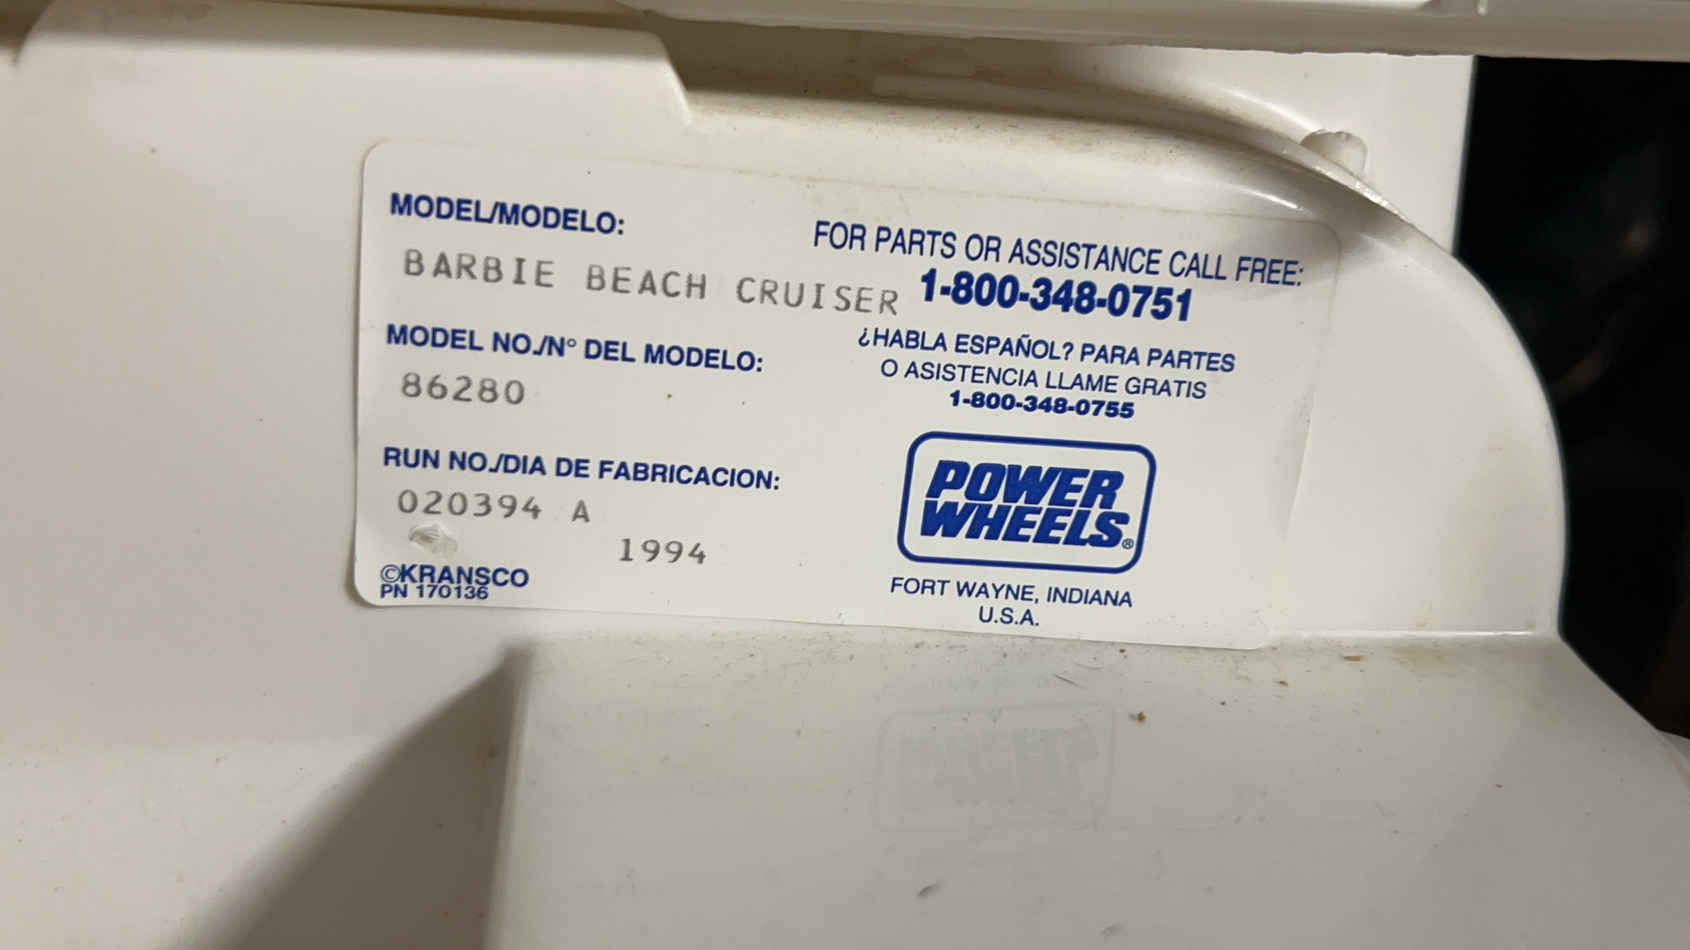 MODEL/MODELO:
BARBIE BEACH CRUISER
MODEL NO./N° DEL MODELO:
86280
RUN NO./DIA DE FABRICACION:
020394 A
1994
©KRANSCO
PN 170136
FOR PARTS OR ASSISTANCE CALL FREE:
1-800-348-0751
¿HABLA ESPAÑOL? PARA PARTES
O ASISTENCIA LLAME GRATIS
1-800-348-0755
POWER
WHEELS®
FORT WAYNE, INDIANA
U.S.A.